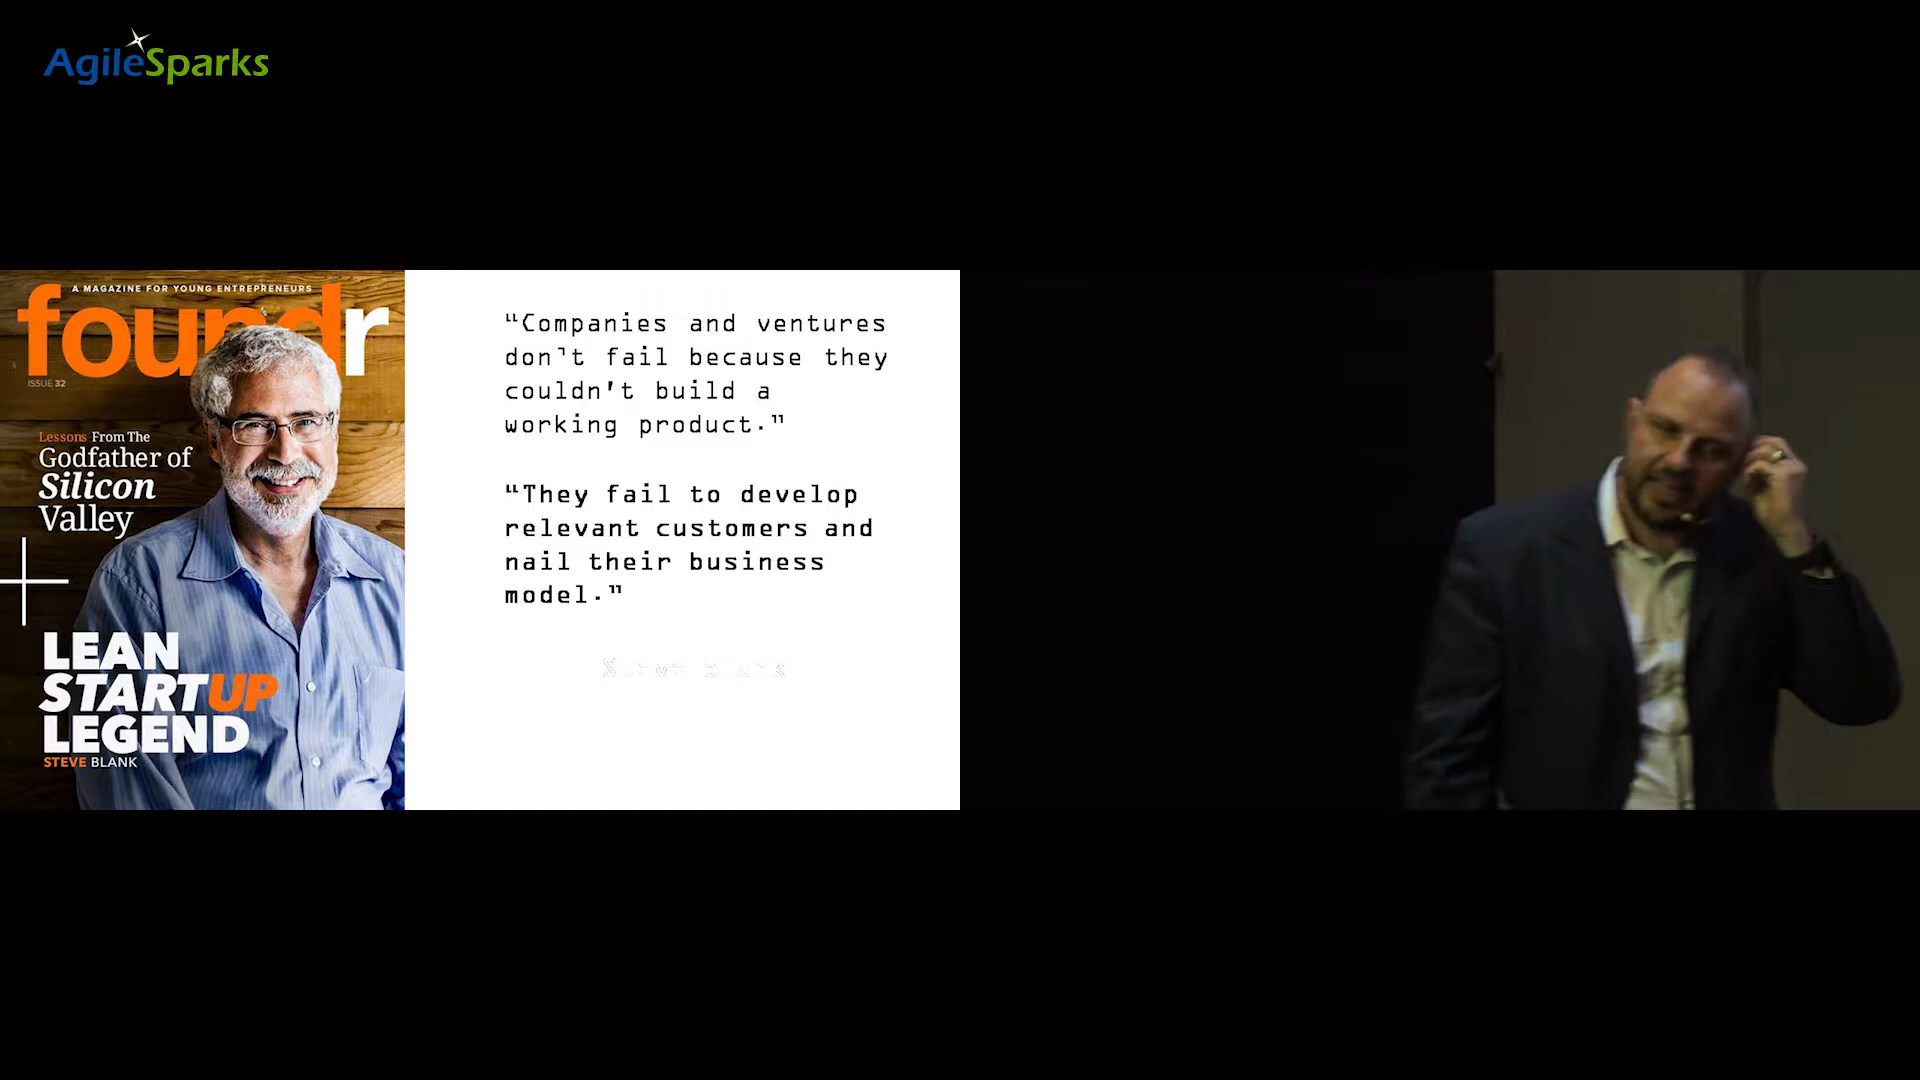 AgileSparks
A MAGAZINE FOR YOUNG ENTREPRENEURS
foundr
ISSUE 32
Lessons From The
Godfather of
Silicon
Valley
LEAN
STARTUP
LEGEND
STEVE BLANK
“Companies and ventures
don't fail because they
couldn't build a
working product.”
“They fail to develop
relevant customers and
nail their business
model.”